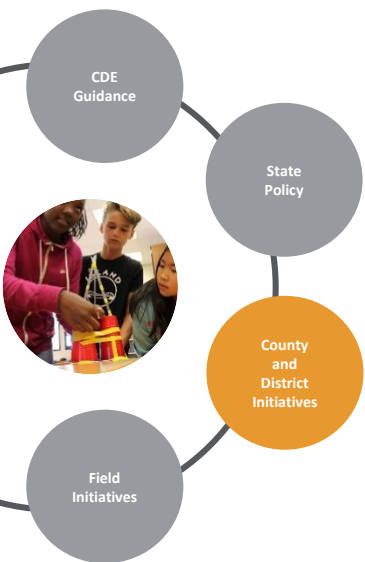 CDE
Guidance
State
Policy
County
and
District
Initiatives
Field
Initiatives